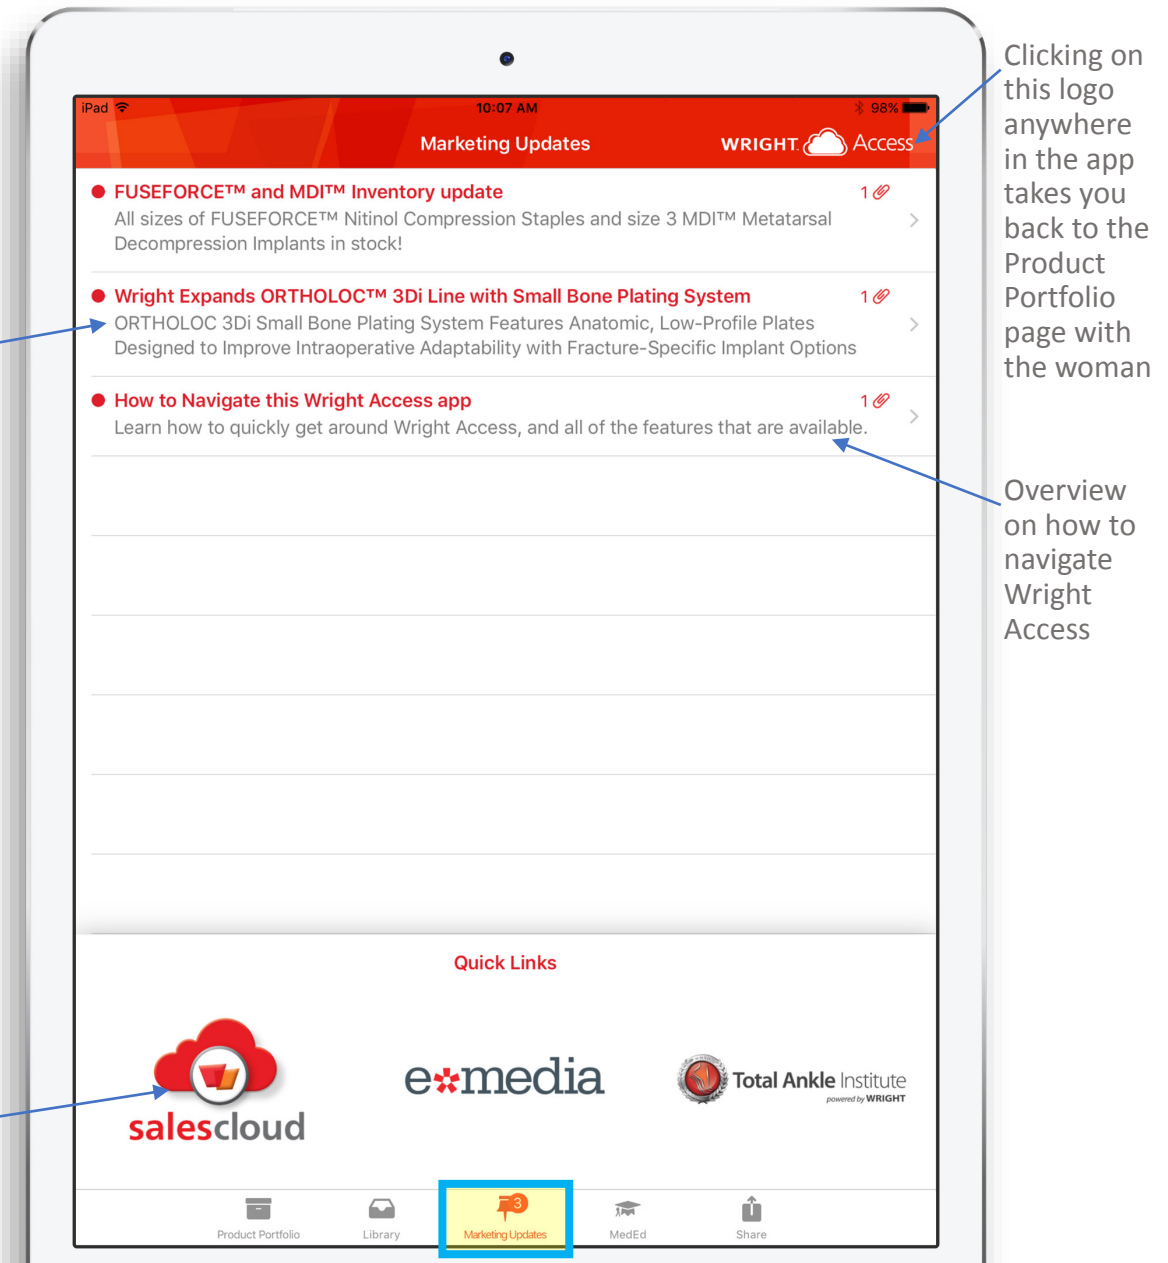 iPad 10:07 AM 98%
Marketing Updates WRIGHT. Access
FUSEFORCE™ and MDI™ Inventory update 1
All sizes of FUSEFORCE™ Nitinol Compression Staples and size 3 MDI™ Metatarsal
Decompression Implants in stock!
Wright Expands ORTHOLOC™ 3Di Line with Small Bone Plating System 1
ORTHOLOC 3Di Small Bone Plating System Features Anatomic, Low-Profile Plates
Designed to Improve Intraoperative Adaptability with Fracture-Specific Implant Options
How to Navigate this Wright Access app 1
Learn how to quickly get around Wright Access, and all of the features that are available.
Quick Links
salescloud
e*media
Total Ankle Institute
powered by WRIGHT
3
Product Portfolio Library Marketing Updates MedEd Share
Clicking on
this logo
anywhere
in the app
takes you
back to the
Product
Portfolio
page with
the woman
Overview
on how to
navigate
Wright
Access